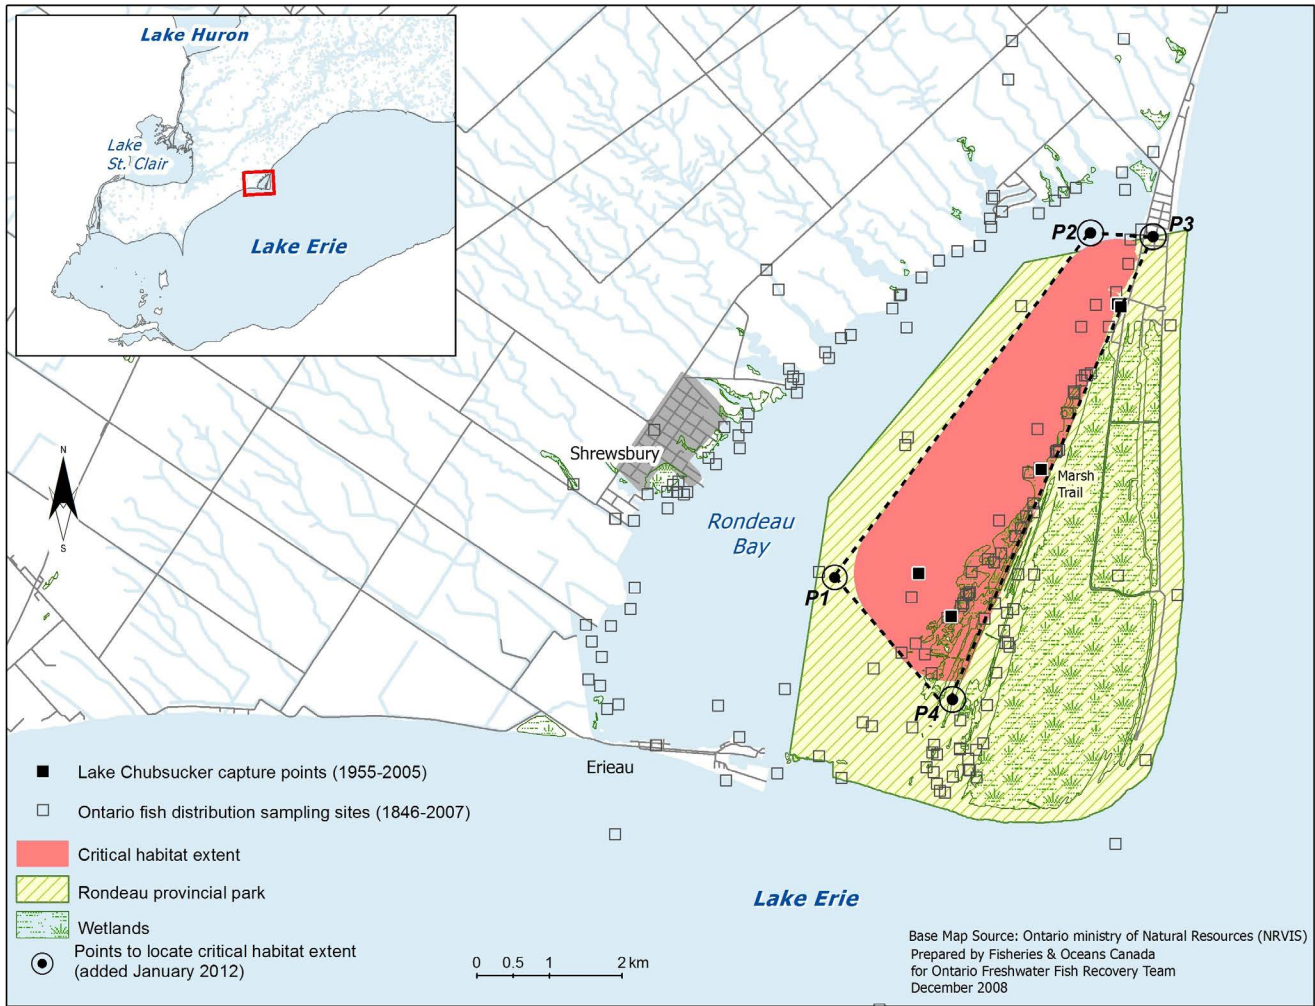 Lake Huron
Lake
St. Clair
Lake Erie
P2
P3
Shrewsbury
Marsh
Trail
Rondeau
Bay
P1
P4
N
S
Erieau
Lake Chubsucker capture points (1955-2005)
Ontario fish distribution sampling sites (1846-2007)
Critical habitat extent
Rondeau provincial park
Wetlands
Points to locate critical habitat extent
(added January 2012)
0 0.5 1 2 km
Lake Erie
Base Map Source: Ontario ministry of Natural Resources (NRVIS)
Prepared by Fisheries & Oceans Canada
for Ontario Freshwater Fish Recovery Team
December 2008